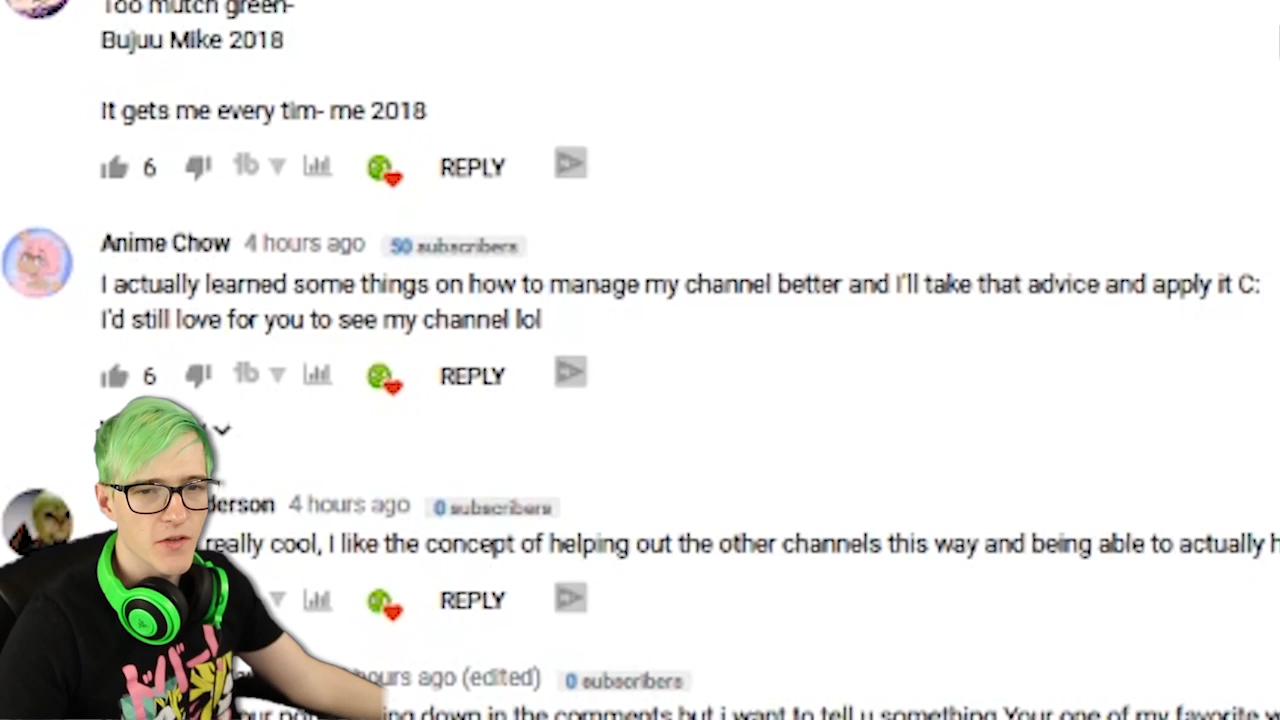 Too mutch green-
Bujuu Mike 2018
It gets me every tim- me 2018
6 REPLY
Anime Chow 4 hours ago 50 subscribers
I actually learned some things on how to manage my channel better and I'll take that advice and apply it C:
I'd still love for you to see my channel lol
6 REPLY
derson 4 hours ago 0 subscribers
really cool, I like the concept of helping out the other channels this way and being able to actually h
REPLY
hours ago (edited) 0 subscribers
down in the comments but i want to tell u something Your one of my favorite